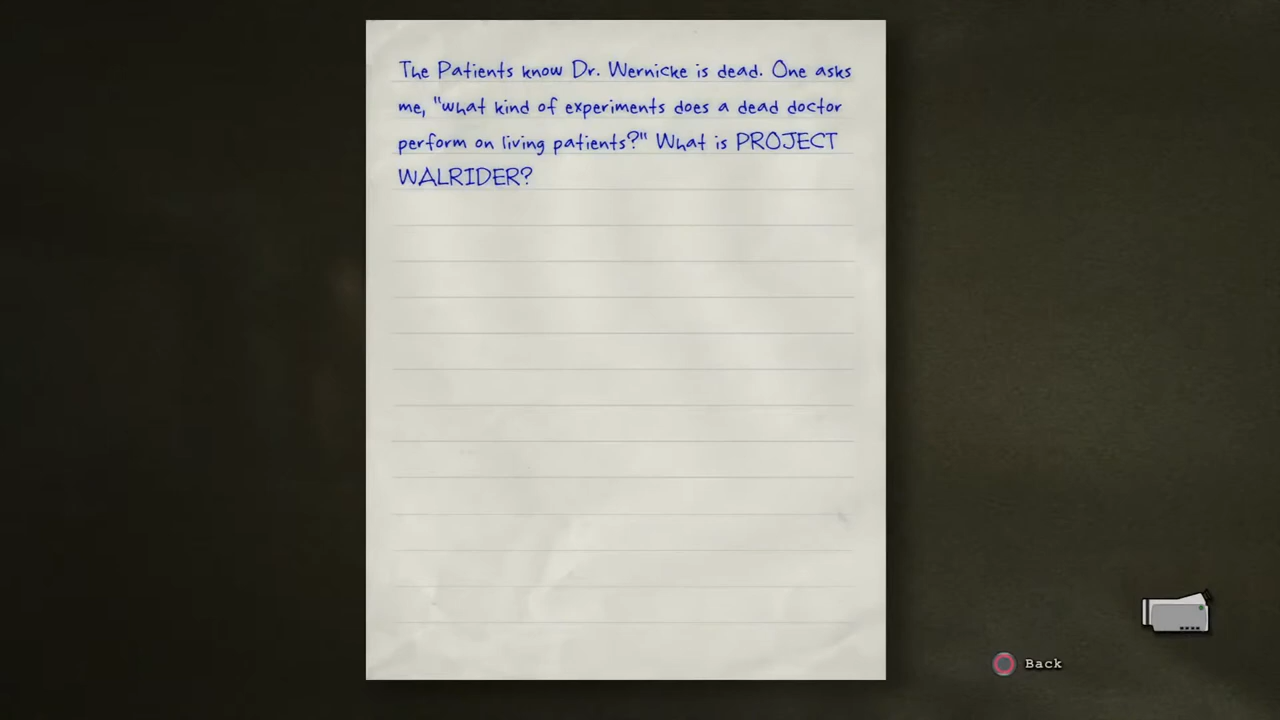 The Patients know Dr. Wernicke is dead. One asks
me, "what kind of experiments does a dead doctor
perform on living patients?" What is PROJECT
WALRIDER?
Back